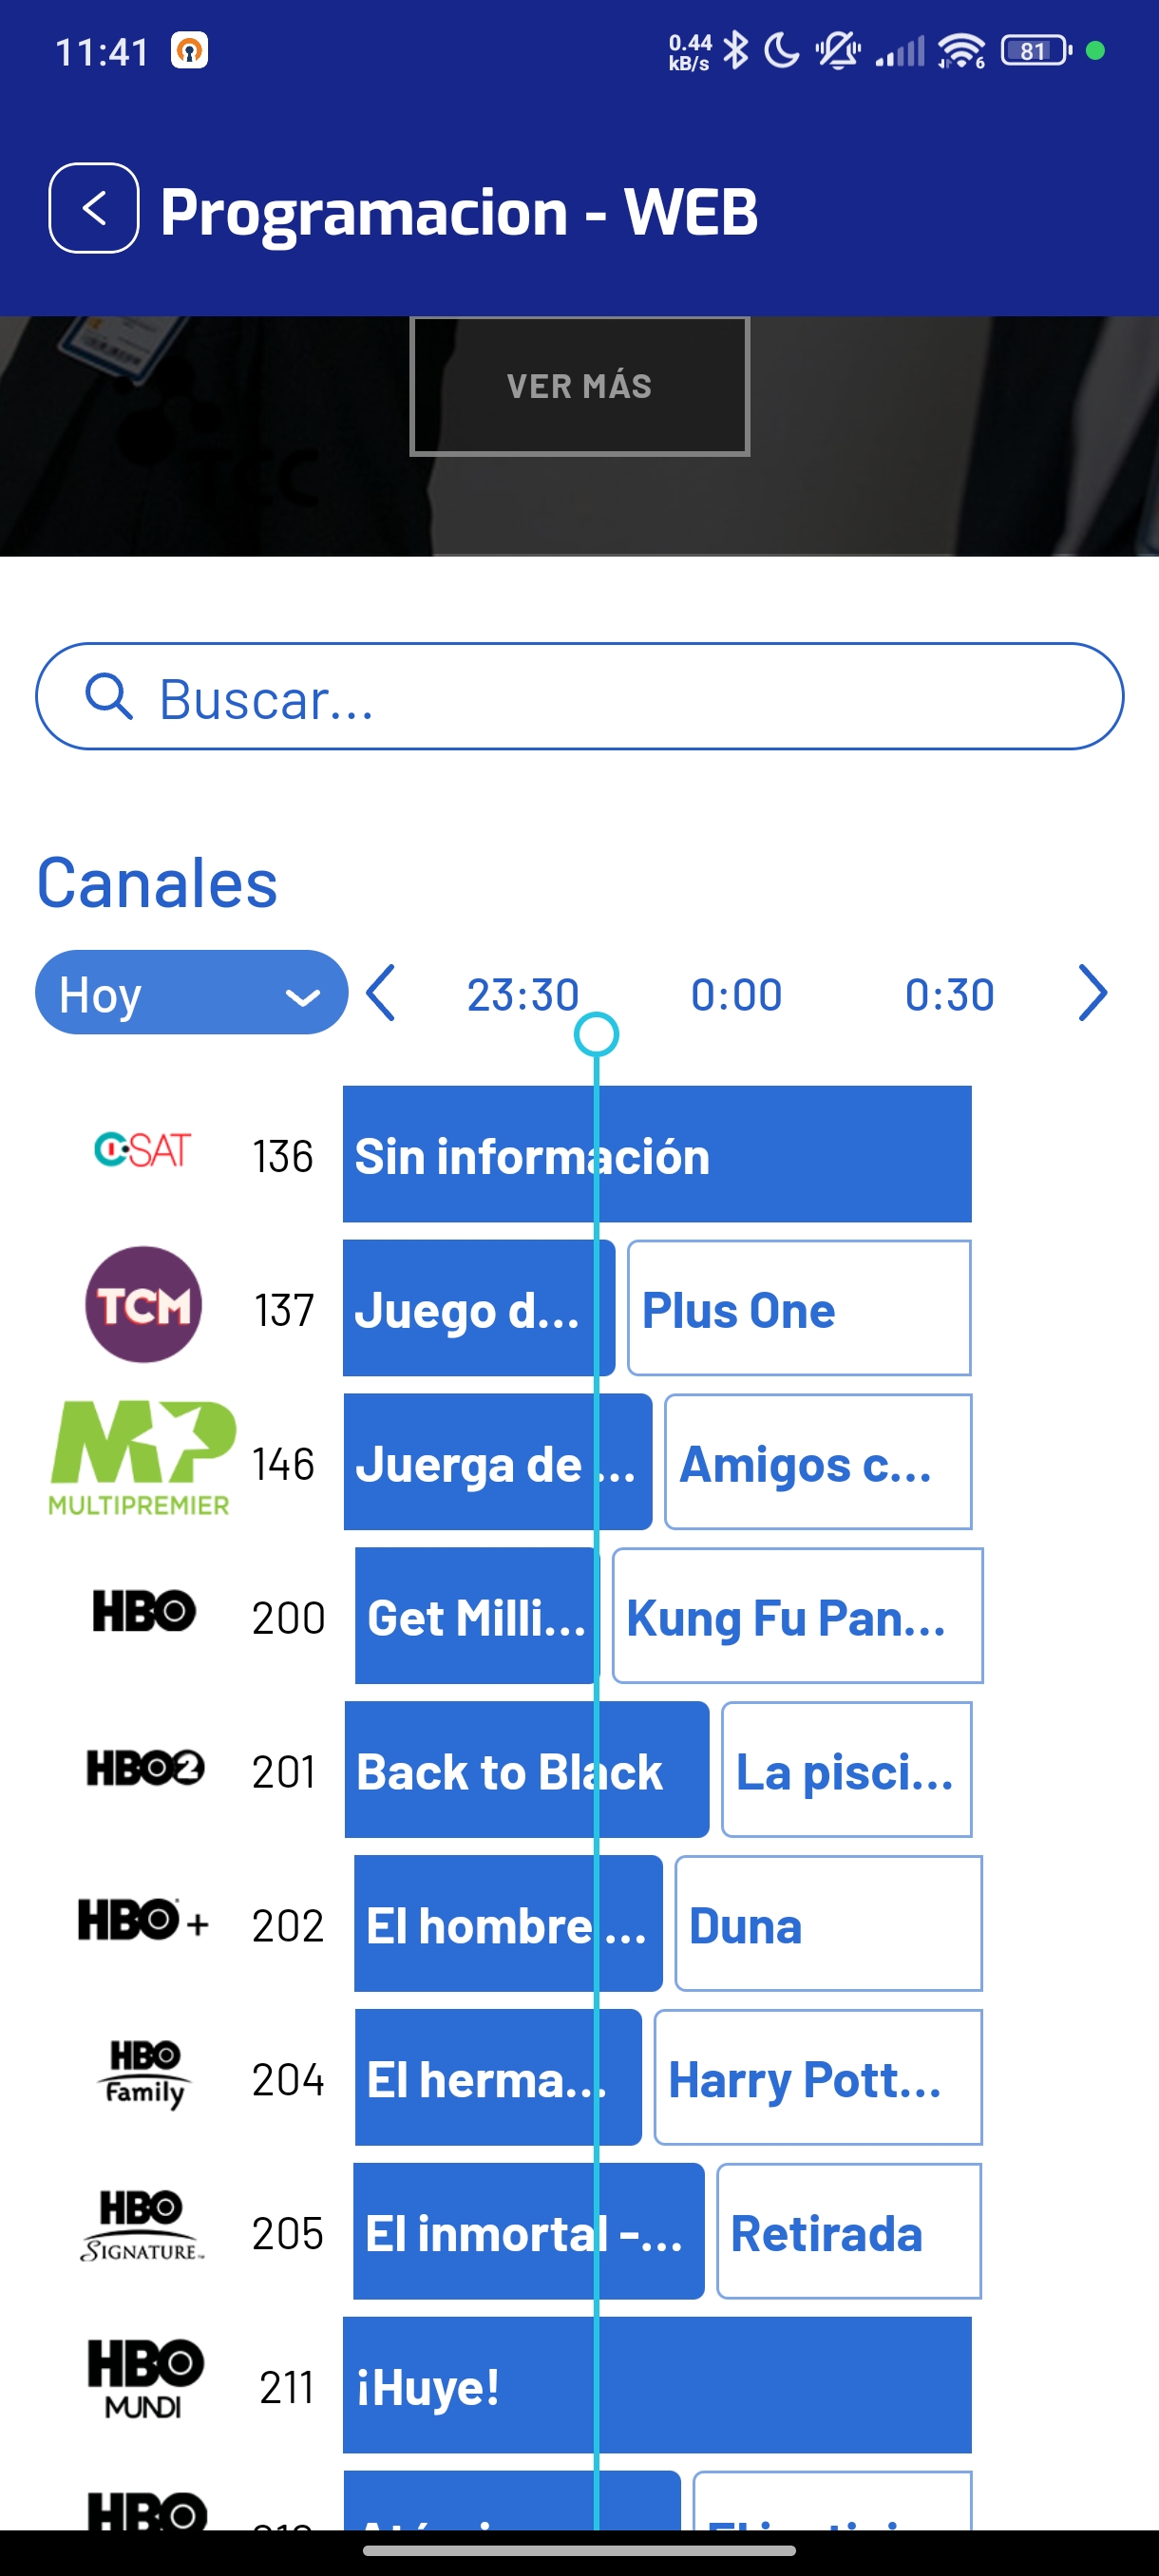 11:41
0.44
kB/s
6
81
Programacion - WEB
VER MÁS
TCC
Buscar...
Canales
Hoy
23:30 0:00 0:30
C·SAT 136 Sin información
TCM 137 Juego d... Plus One
MP MULTIPREMIER 146 Juerga de ... Amigos c...
HBO 200 Get Milli... Kung Fu Pan...
HBO2 201 Back to Black La pisci...
HBO+ 202 El hombre ... Duna
HBO Family 204 El herma... Harry Pott...
HBO SIGNATURE 205 El inmortal -... Retirada
HBO MUNDI 211 ¡Huye!
HBO